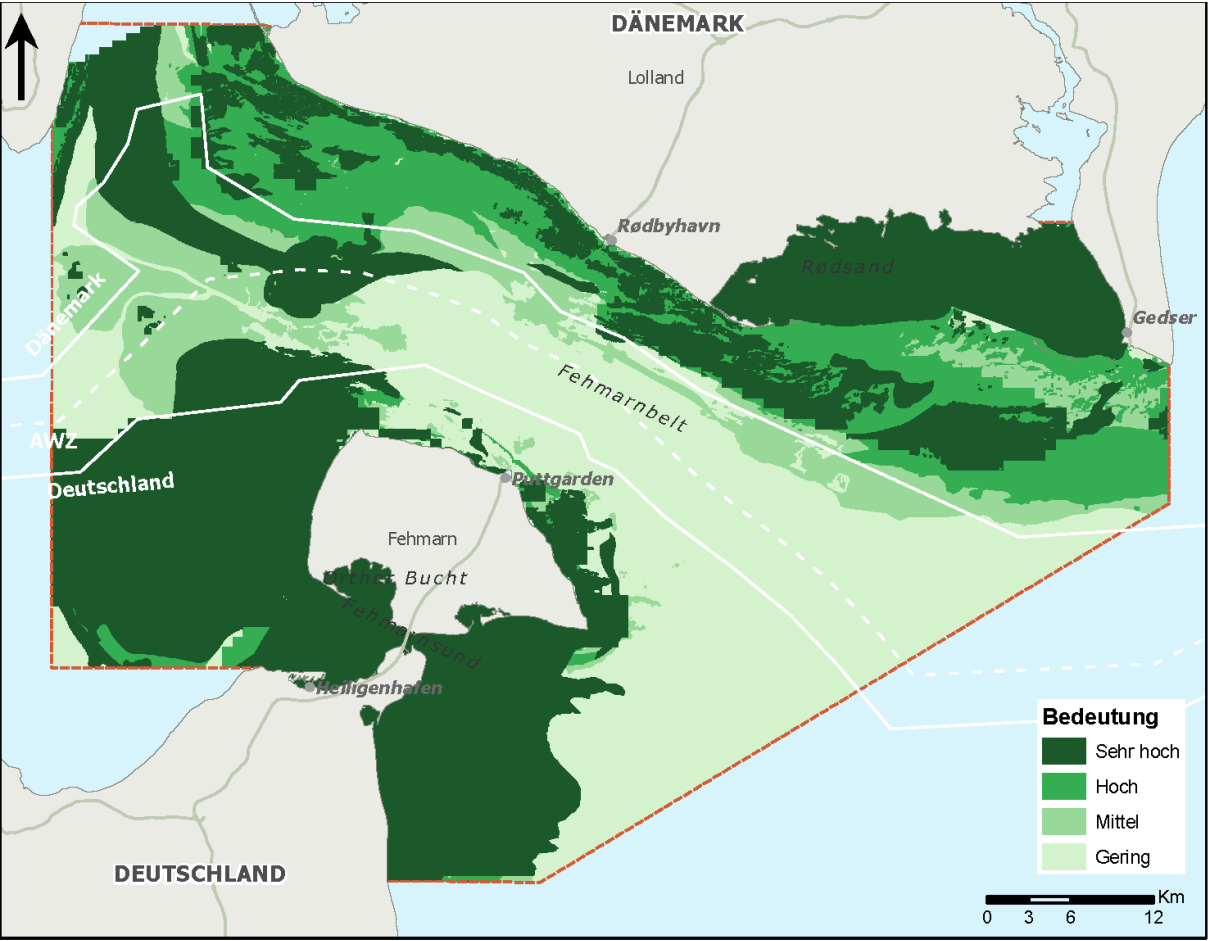 DÄNEMARK
Lolland
Rødbyhavn
Rødsand
Gedser
Dänemark
Fehmarnbelt
AWZ
Deutschland
Puttgarden
Fehmarn
Orther Bucht
Fehmarnsund
Heiligenhafen
DEUTSCHLAND
Bedeutung
Sehr hoch
Hoch
Mittel
Gering
Km
0 3 6 12